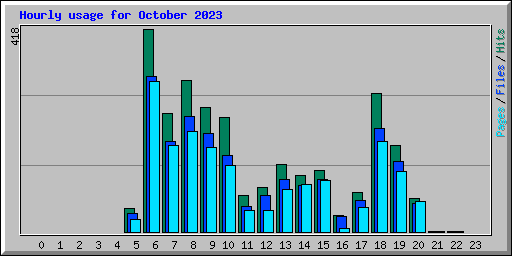 Hourly usage for October 2023
418
Pages/Files/Hits
0 1 2 3 4 5 6 7 8 9 10 11 12 13 14 15 16 17 18 19 20 21 22 23